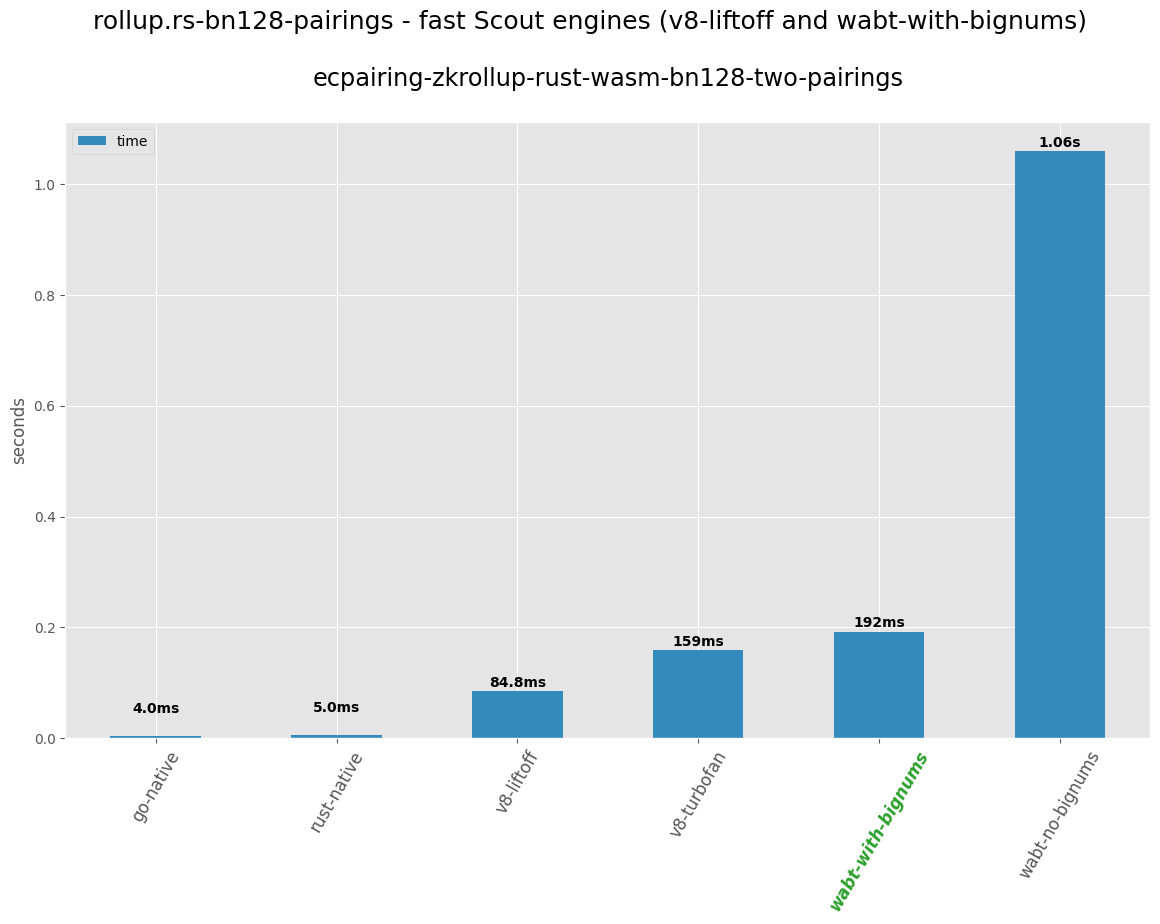 rollup.rs-bn128-pairings - fast Scout engines (v8-liftoff and wabt-with-bignums)
ecpairing-zkrollup-rust-wasm-bn128-two-pairings
time
seconds
1.0
0.8
0.6
0.4
0.2
0.0
4.0ms
5.0ms
84.8ms
159ms
192ms
1.06s
go-native
rust-native
v8-liftoff
v8-turbofan
wabt-with-bignums
wabt-no-bignums